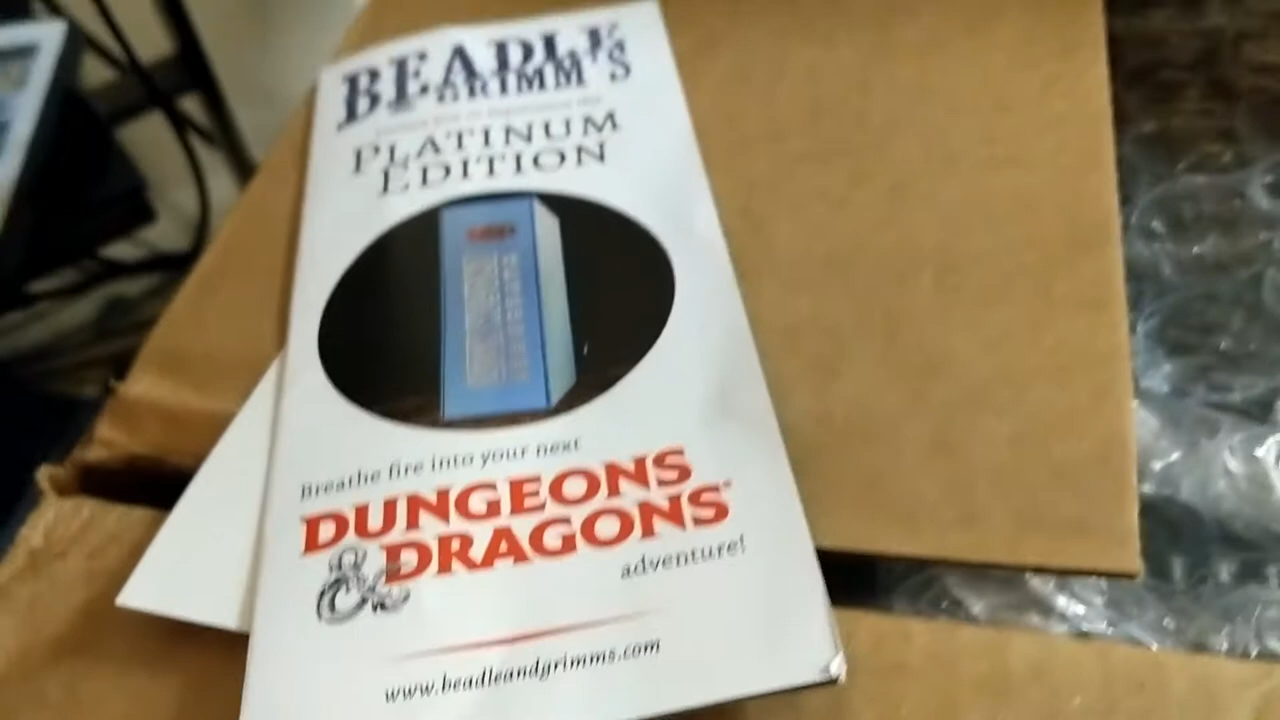 BEADLE
GRIMM'S
PLATINUM
EDITION
Breathe fire into your next
DUNGEONS
& DRAGONS
adventure!
www.beadleandgrimms.com